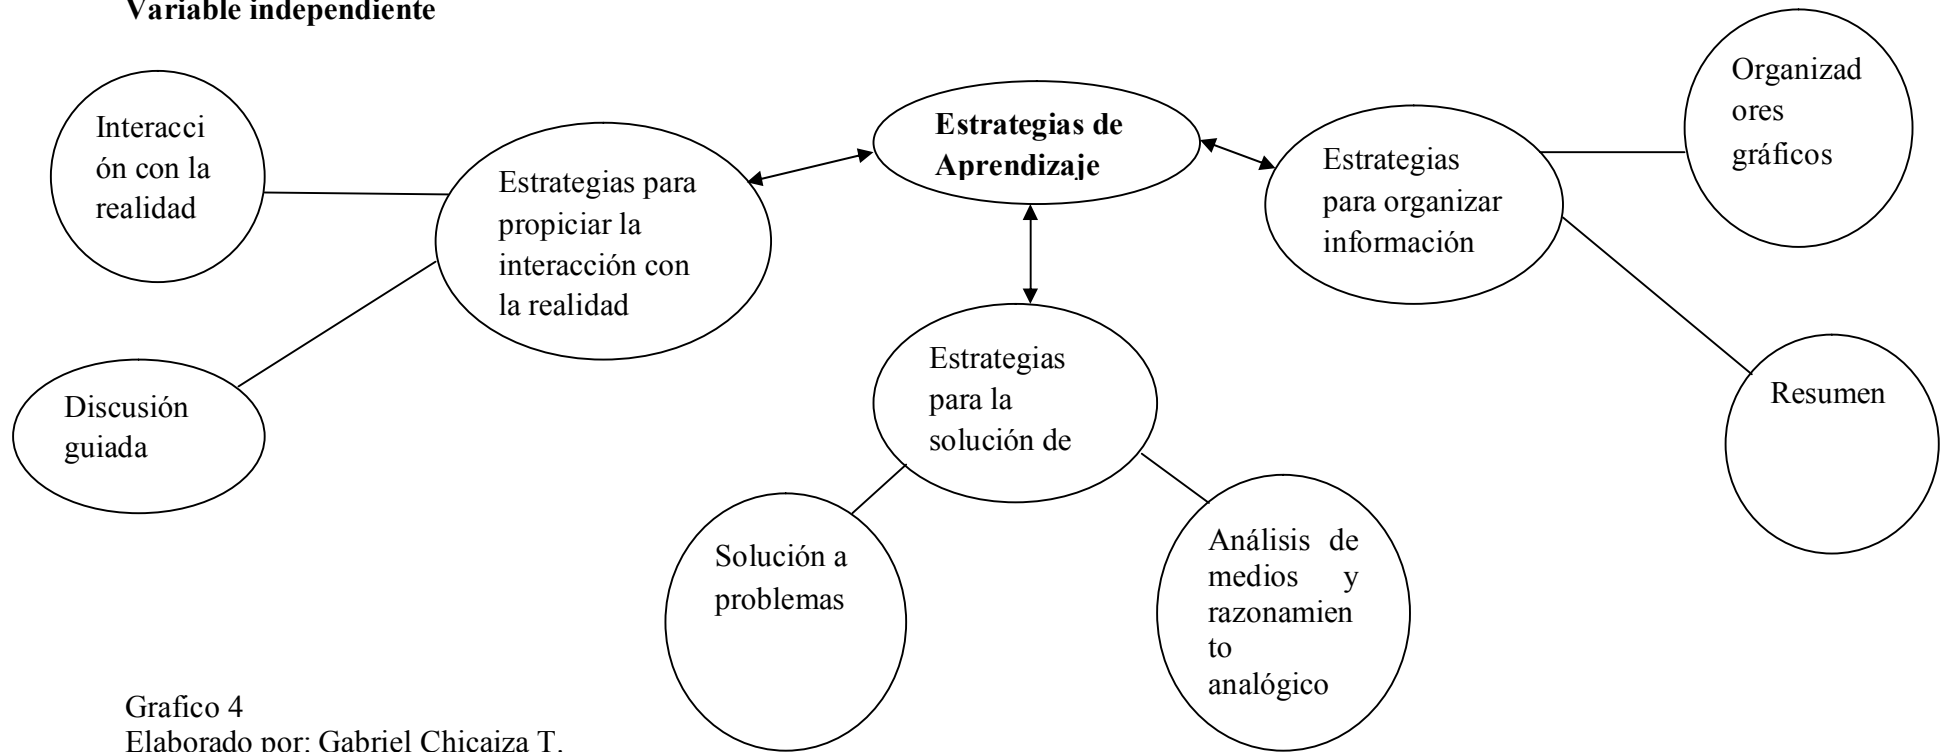 Variable independiente
Interacci
ón con la
realidad
Estrategias para
propiciar la
interacción con
la realidad
Discusión
guiada
Estrategias de
Aprendizaje
Estrategias
para la
solución de
Solución a
problemas
Análisis de
medios y
razonamien
to
analógico
Estrategias
para organizar
información
Organizad
ores
gráficos
Resumen
Grafico 4
Elaborado por: Gabriel Chicaiza T.